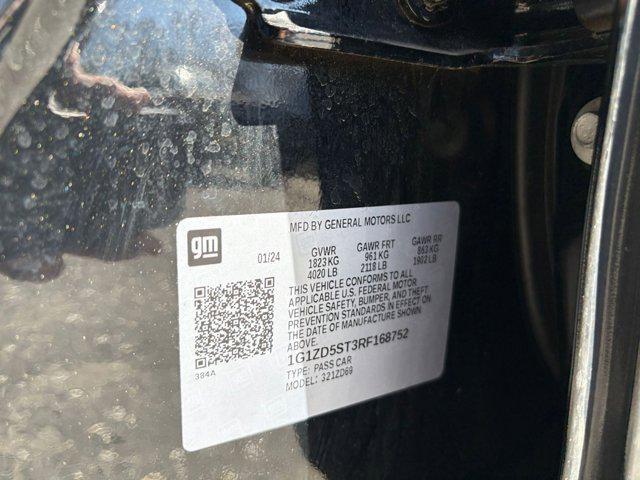 MFD BY GENERAL MOTORS LLC
gm
01/24
GVWR GAWR FRT GAWR RR
1823 KG 961 KG 863 KG
4020 LB 2118 LB 1902 LB
THIS VEHICLE CONFORMS TO ALL
APPLICABLE U.S. FEDERAL MOTOR
VEHICLE SAFETY, BUMPER, AND THEFT
PREVENTION STANDARDS IN EFFECT ON
THE DATE OF MANUFACTURE SHOWN
ABOVE.
1G1ZD5ST3RF168752
TYPE: PASS CAR
MODEL: 321ZD69
384A